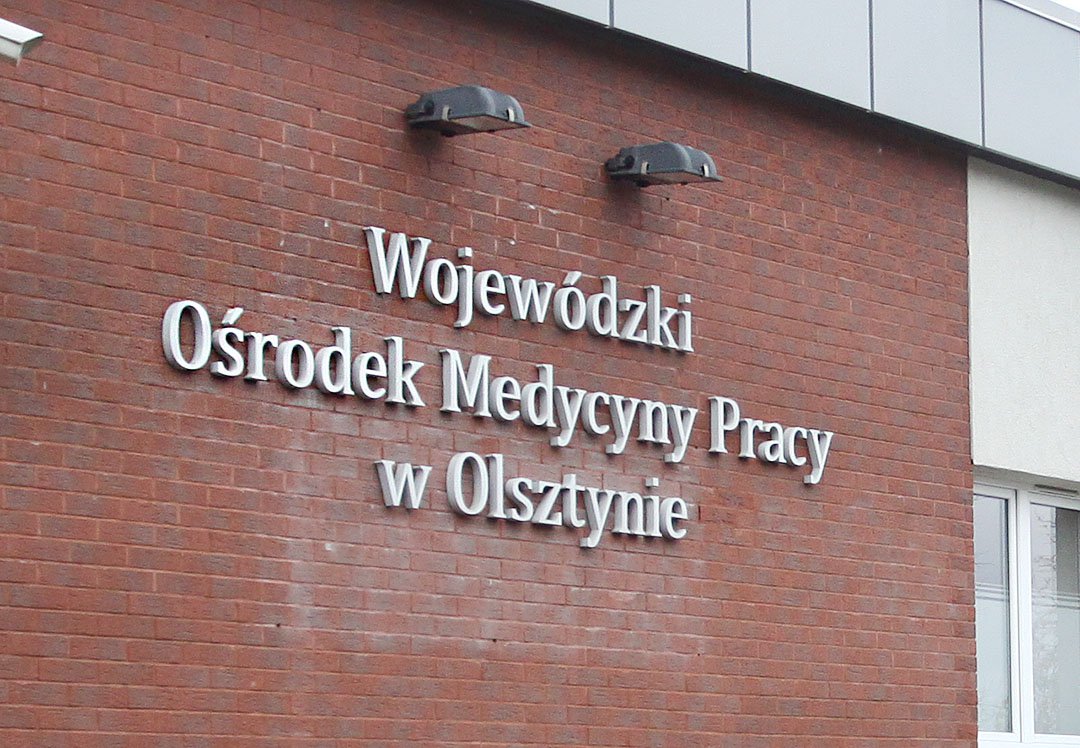 Wojewódzki
Ośrodek Medycyny Pracy
w Olsztynie